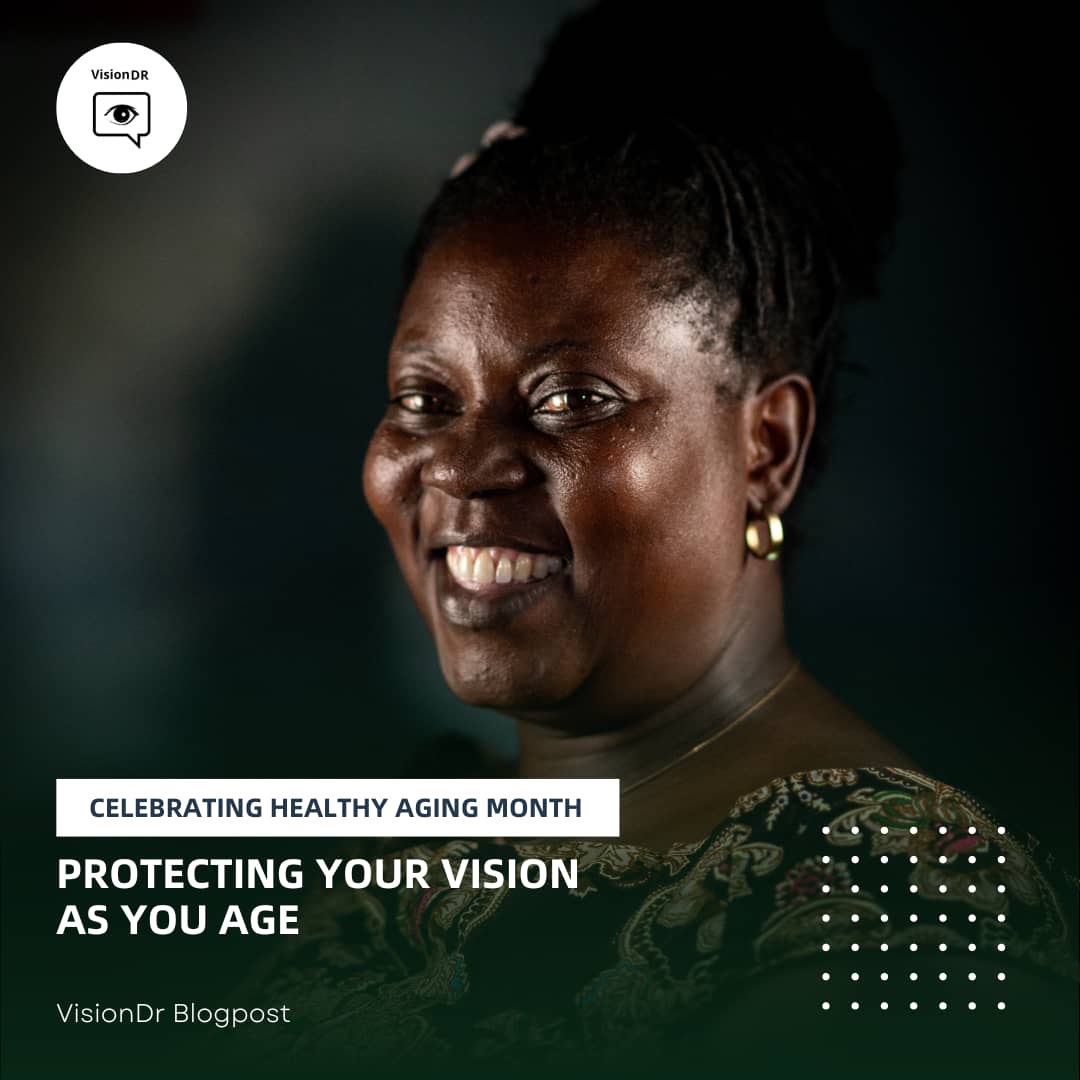 VisionDR
CELEBRATING HEALTHY AGING MONTH
PROTECTING YOUR VISION
AS YOU AGE
VisionDr Blogpost